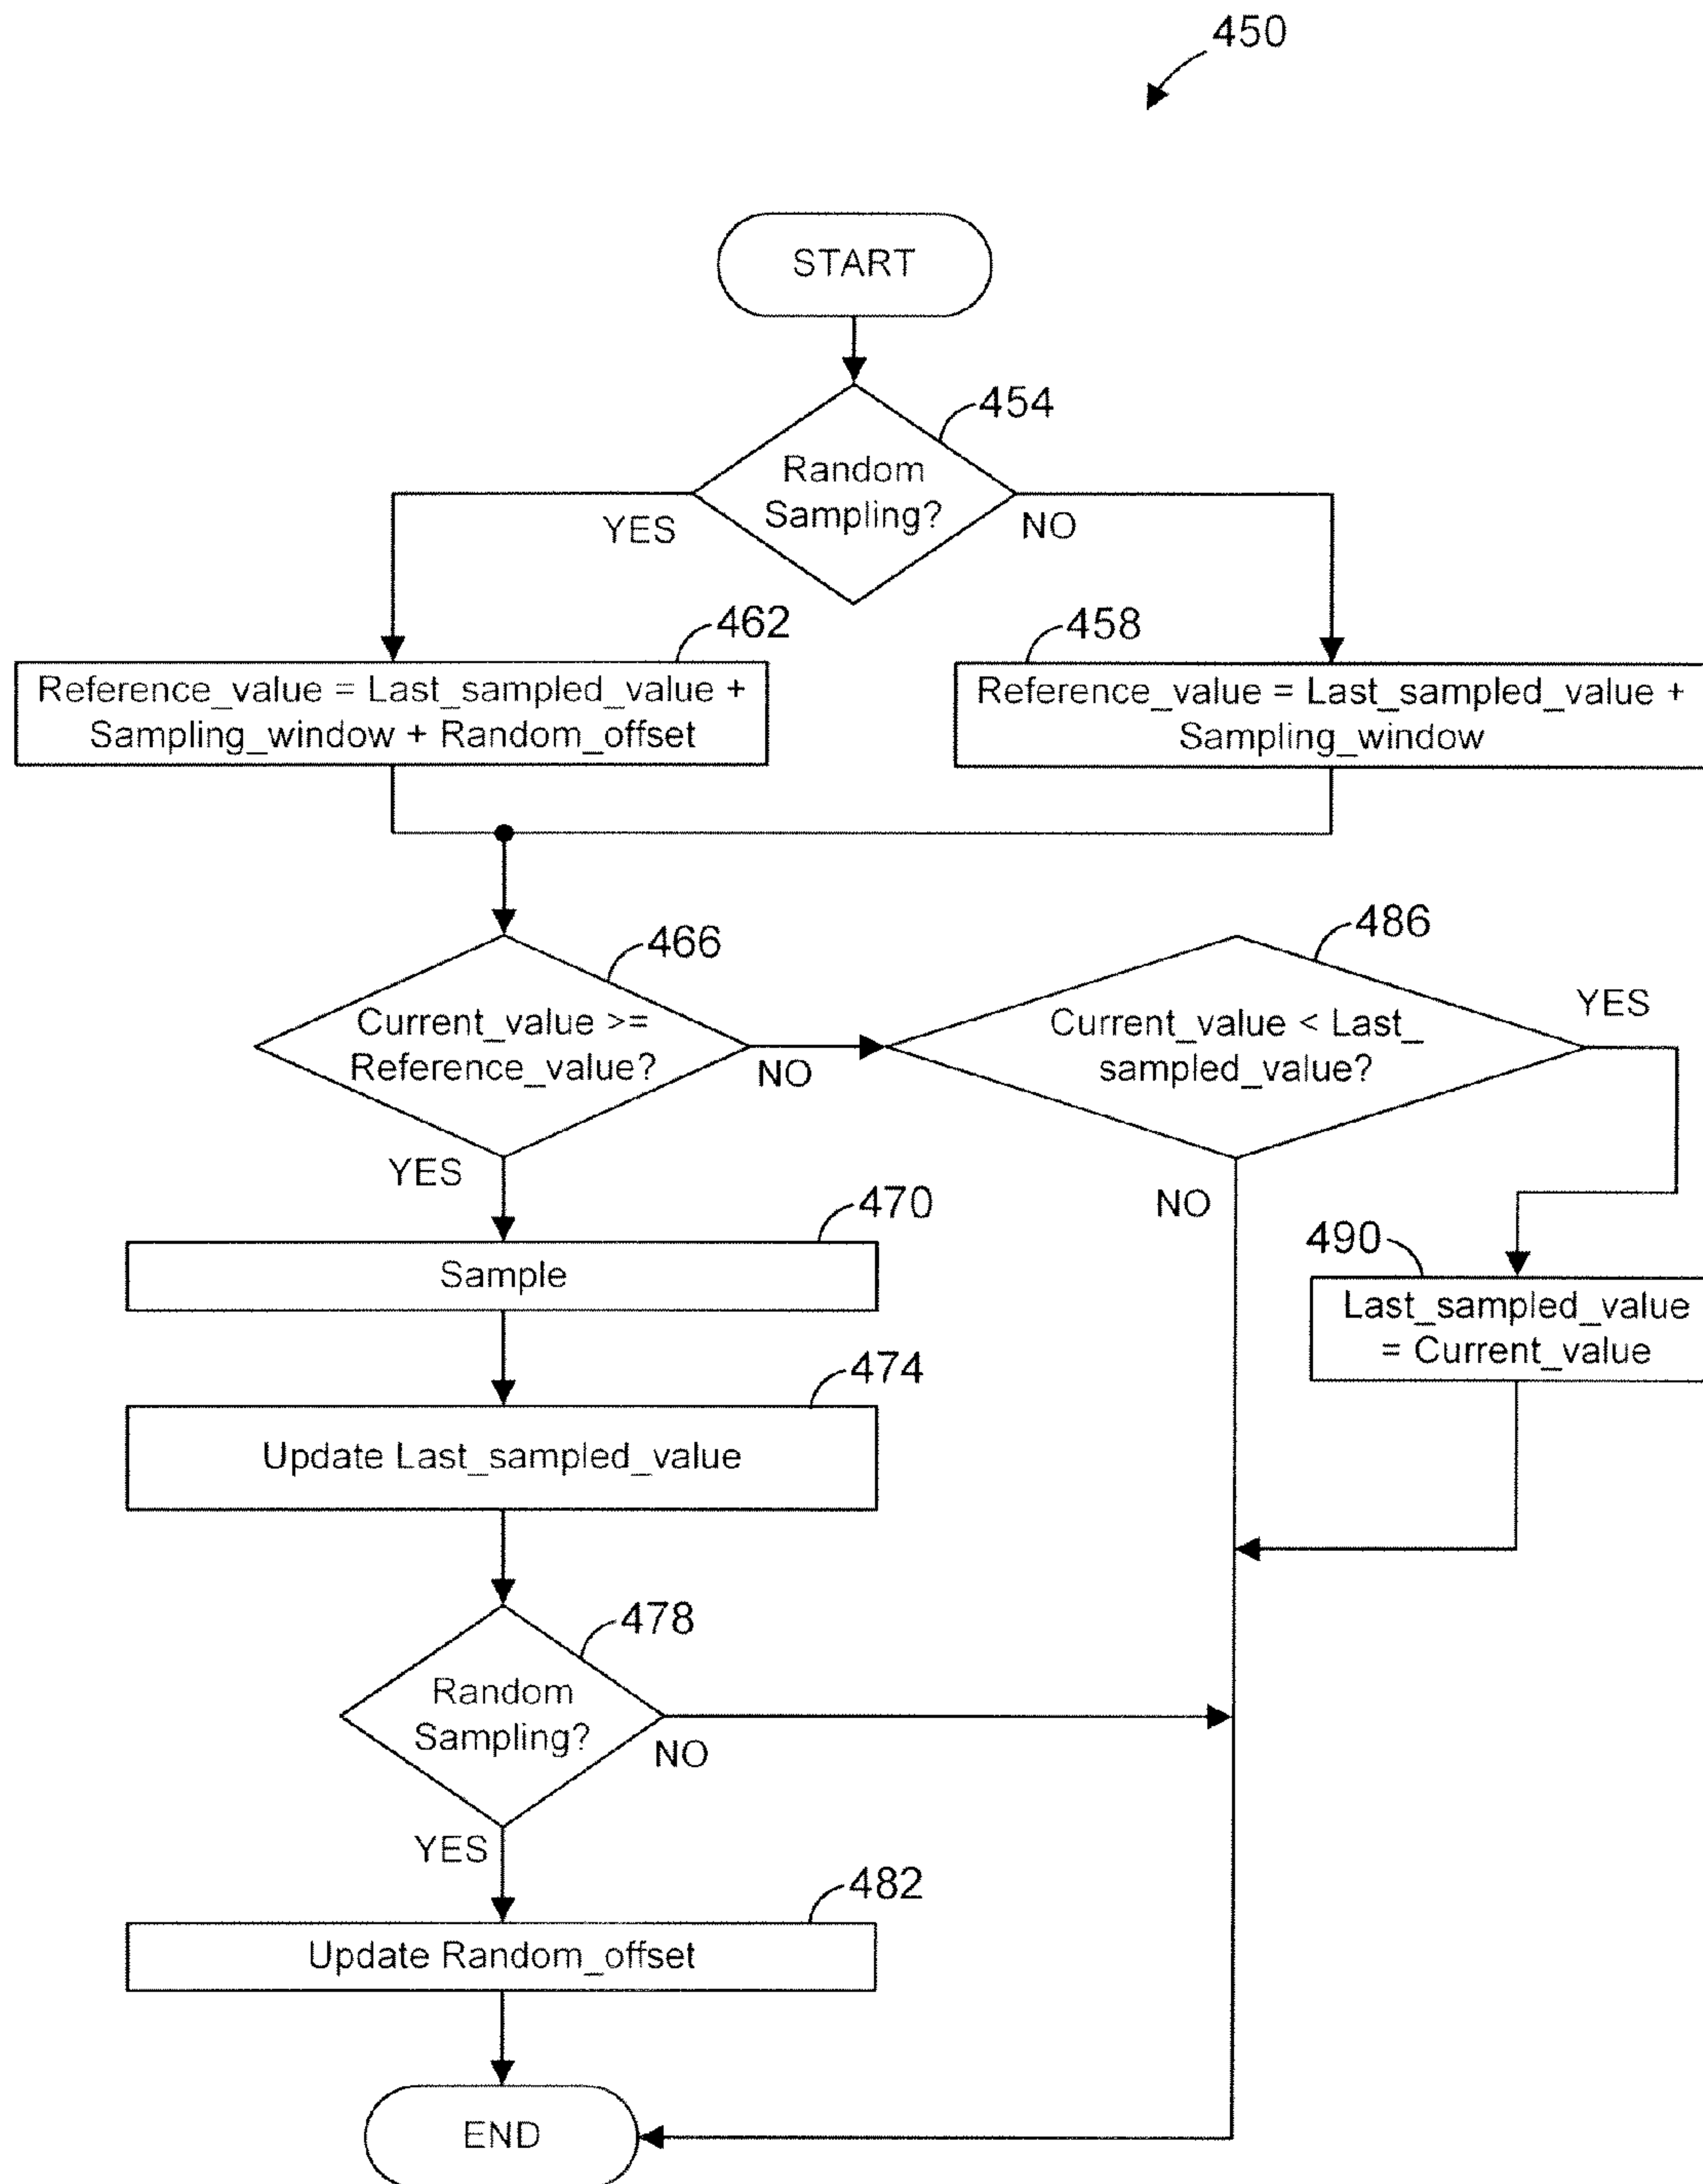 450
START
454
Random
Sampling?
YES
NO
462
458
Reference_value = Last_sampled_value +
Sampling_window + Random_offset
Reference_value = Last_sampled_value +
Sampling_window
466
486
Current_value >=
Reference_value?
NO
Current_value < Last_
sampled_value?
YES
YES
NO
470
Sample
490
Last_sampled_value
= Current_value
474
Update Last_sampled_value
478
Random
Sampling?
NO
YES
482
Update Random_offset
END